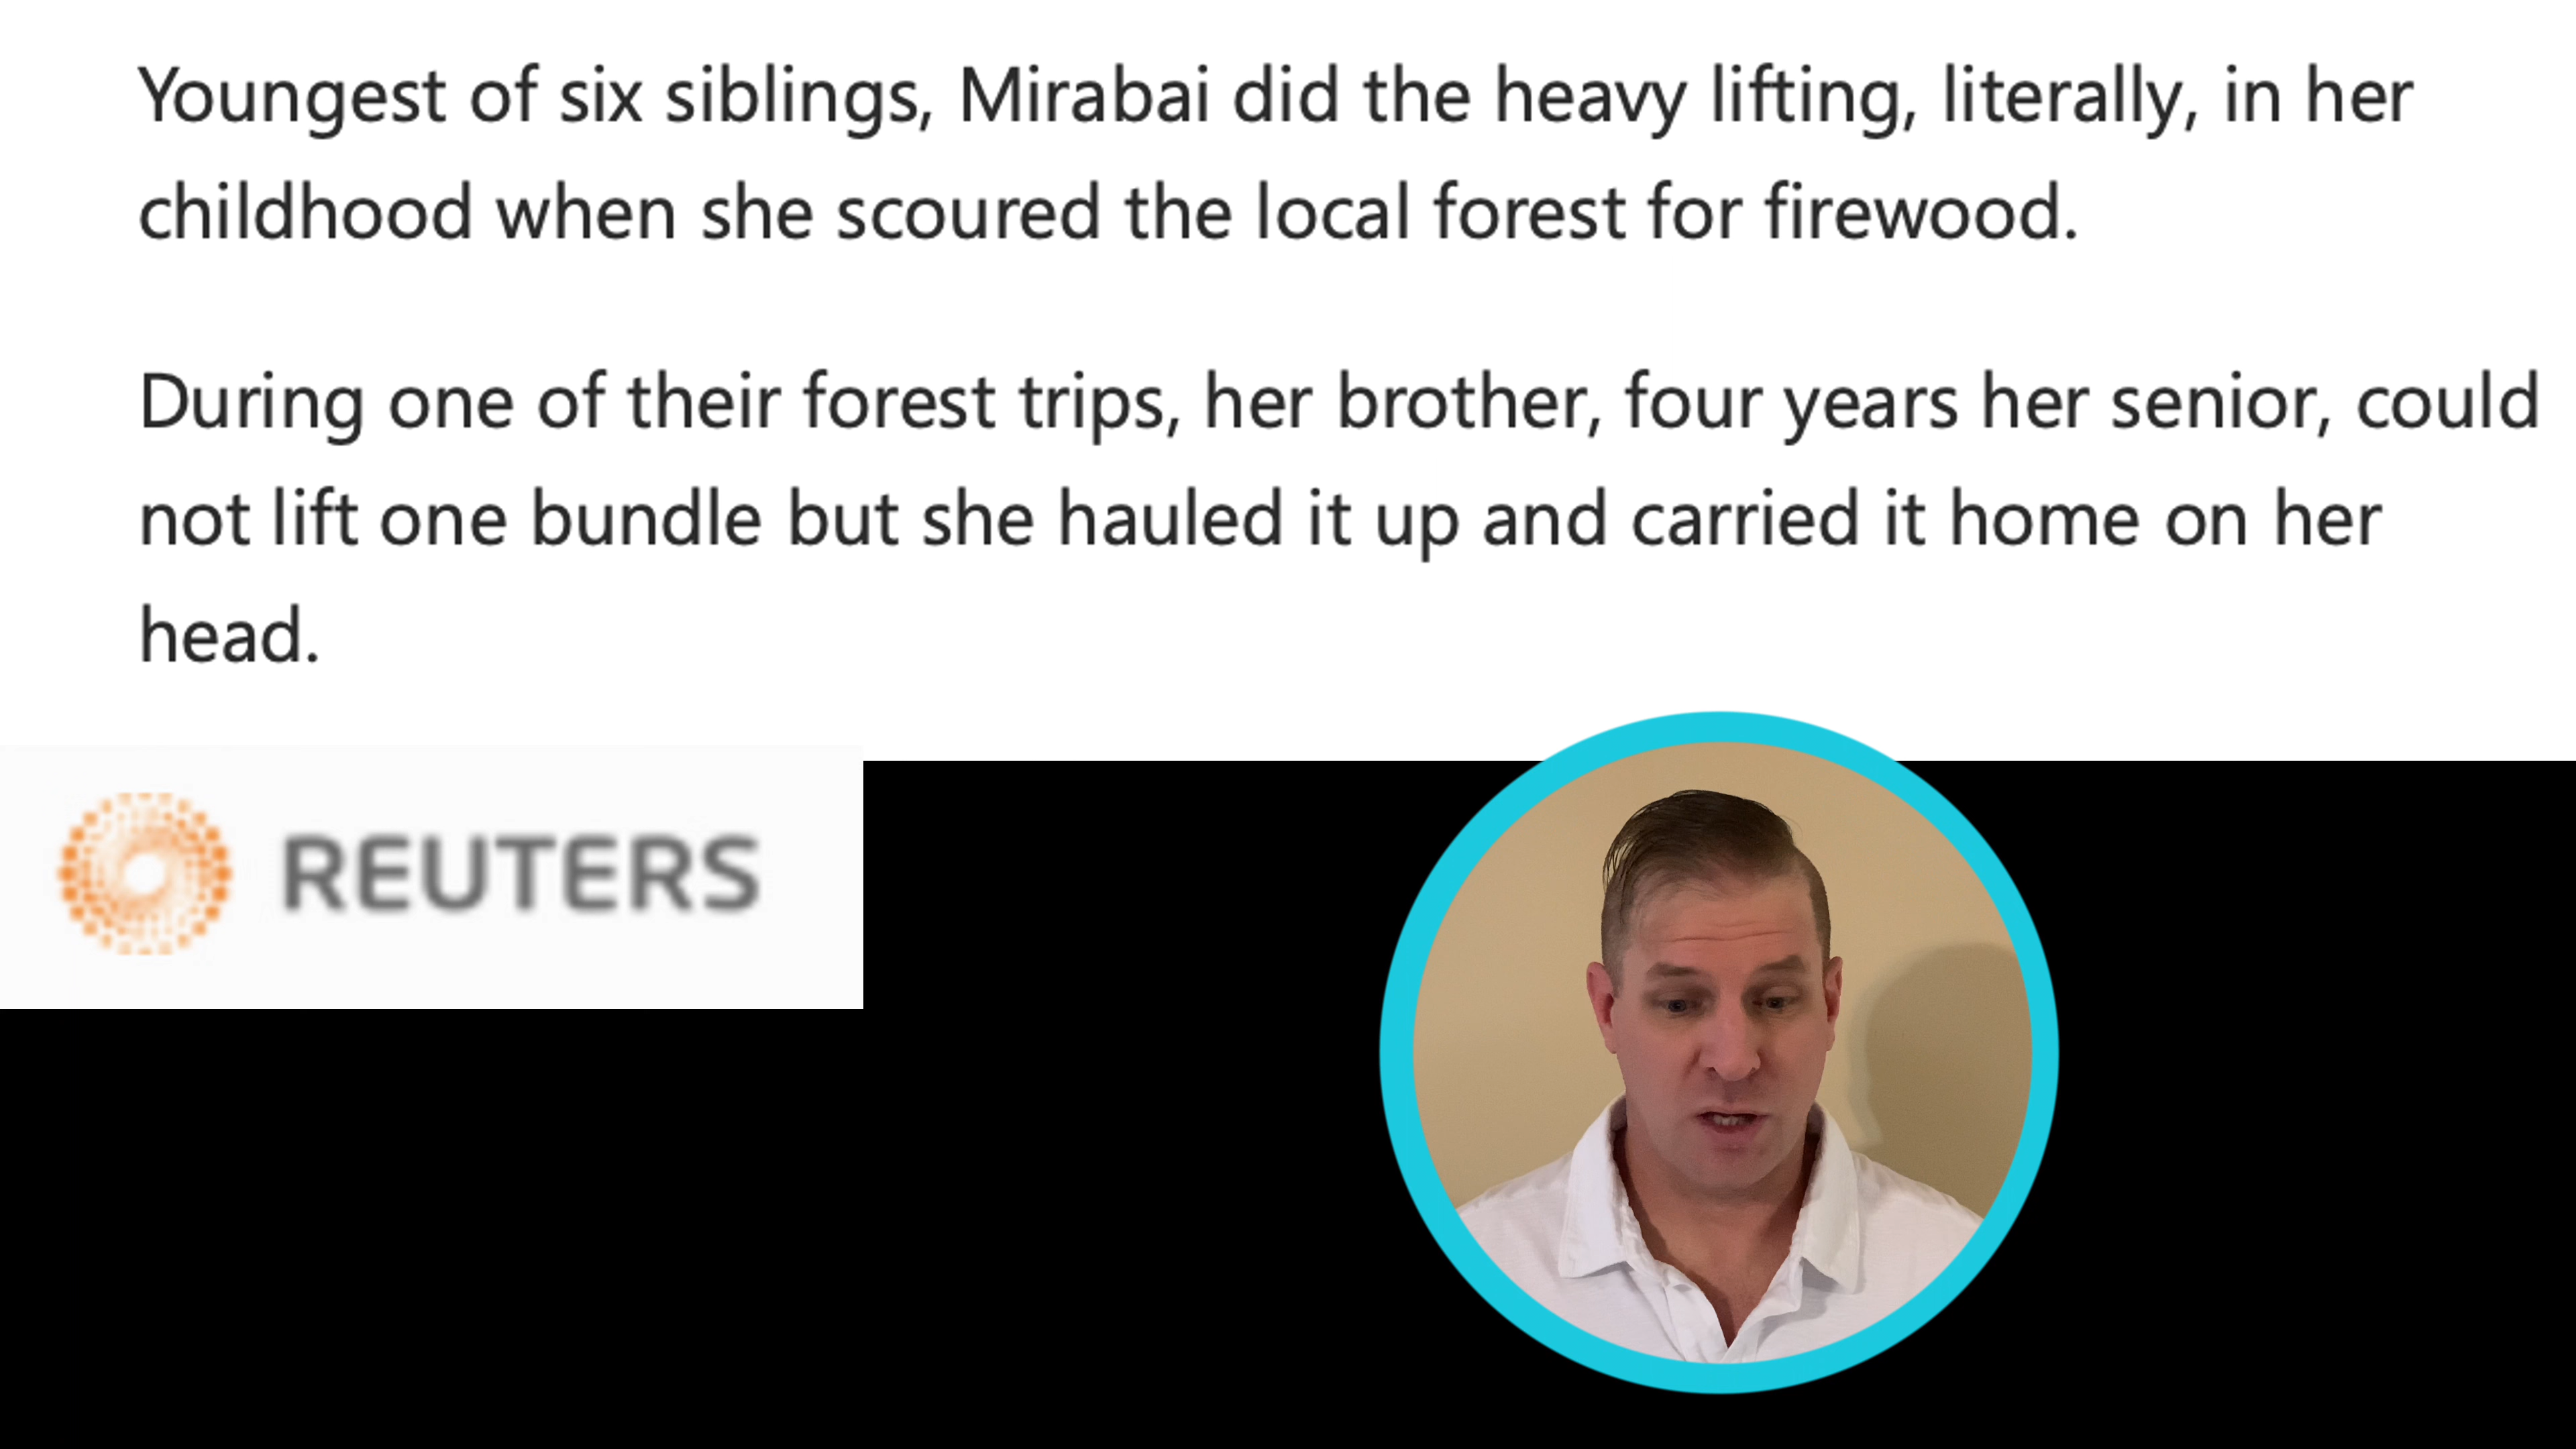 Youngest of six siblings, Mirabai did the heavy lifting, literally, in her
childhood when she scoured the local forest for firewood.
During one of their forest trips, her brother, four years her senior, could
not lift one bundle but she hauled it up and carried it home on her
head.
REUTERS